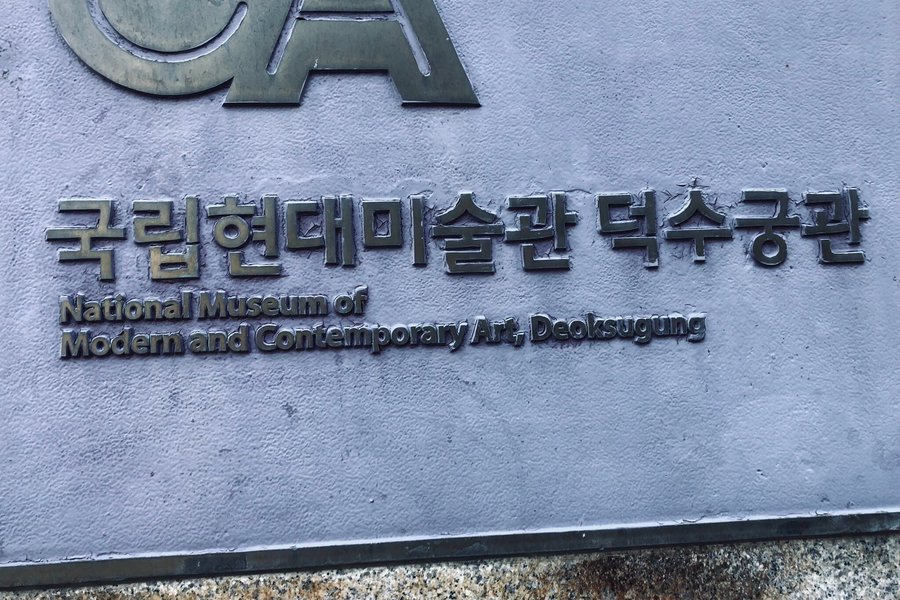 CA
국립현대미술관 덕수궁관
National Museum of
Modern and Contemporary Art, Deoksugung